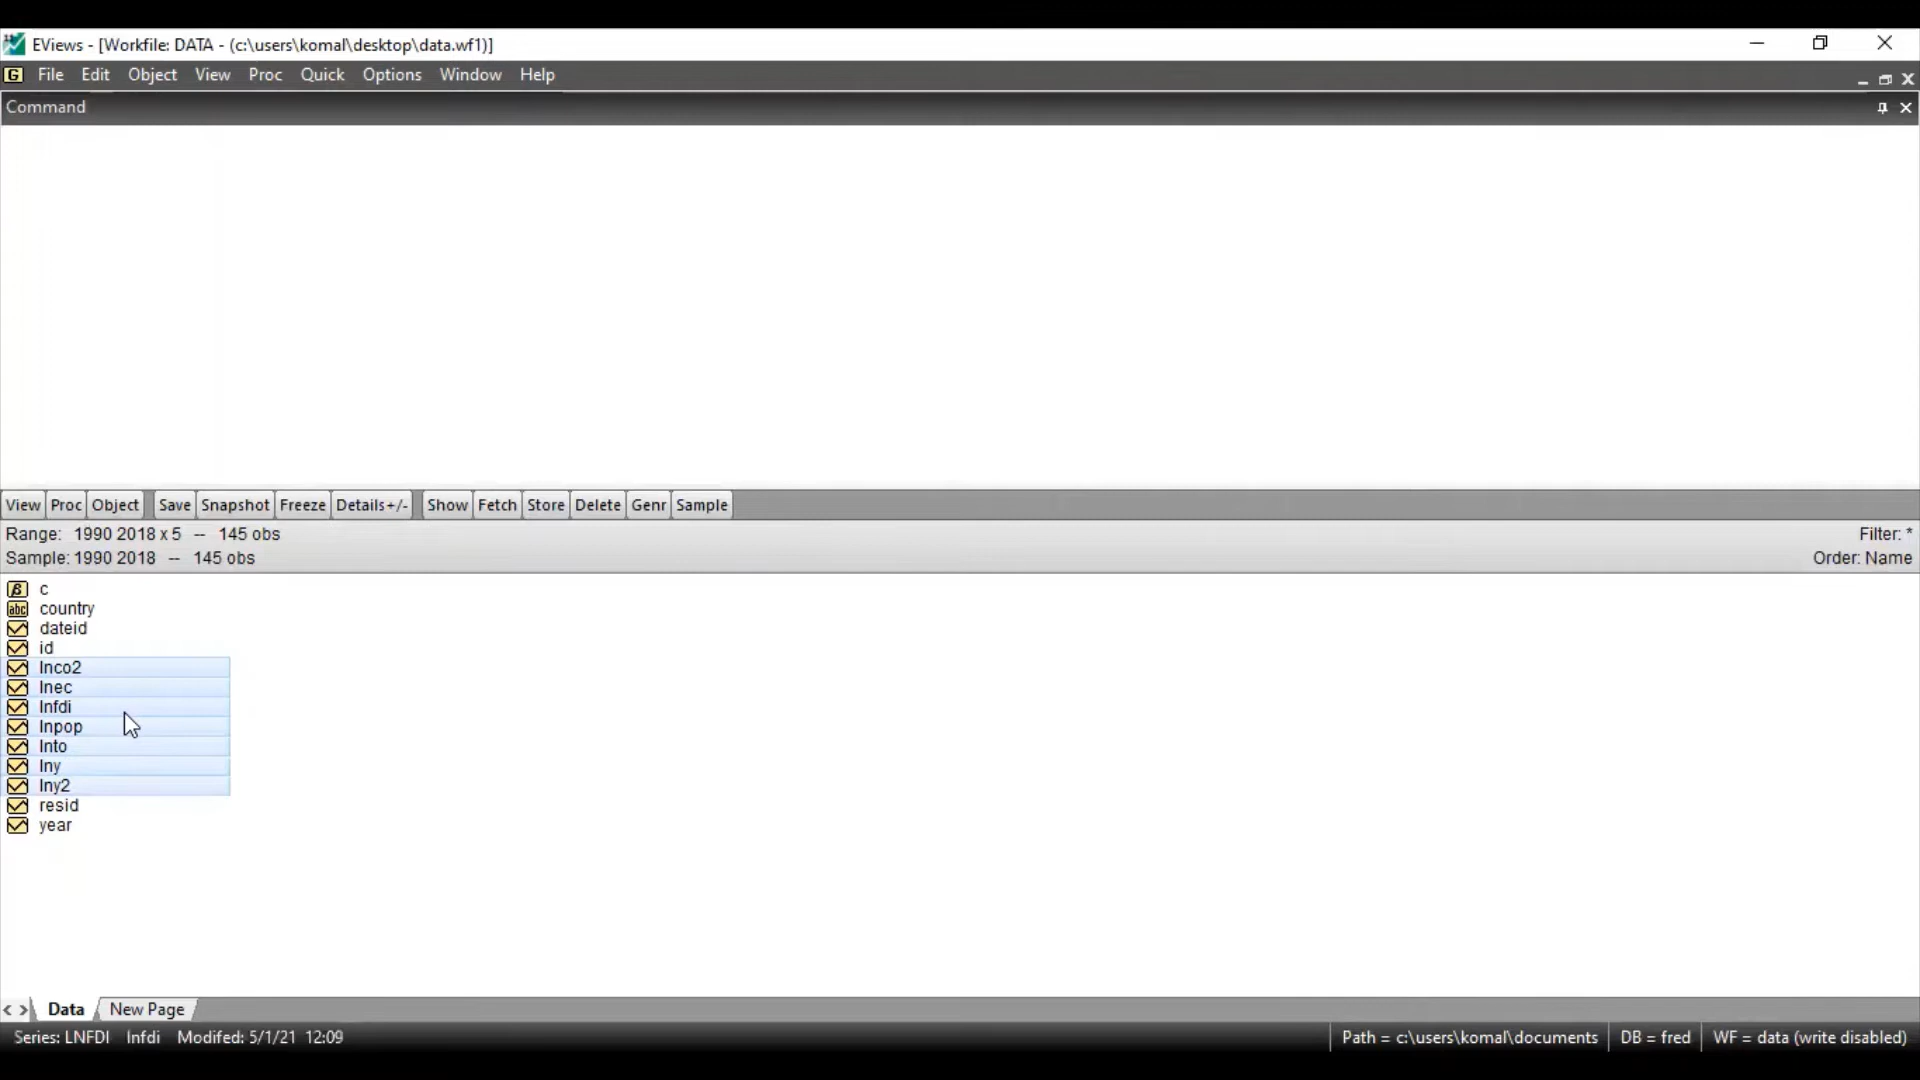 EViews - [Workfile: DATA - (c:\users\komal\desktop\data.wf1)]
G File Edit Object View Proc Quick Options Window Help
Command
View Proc Object Save Snapshot Freeze Details+/- Show Fetch Store Delete Genr Sample
Range: 1990 2018 x 5 -- 145 obs Filter: *
Sample: 1990 2018 -- 145 obs Order: Name
β c
abc country
dateid
id
lnco2
lnec
lnfdi
lnpop
lnto
lny
lny2
resid
year
< > Data New Page
Series: LNFDI lnfdi Modifed: 5/1/21 12:09 Path = c:\users\komal\documents DB = fred WF = data (write disabled)